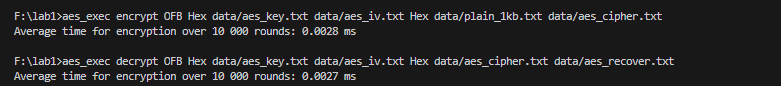 F:\lab1>aes_exec encrypt OFB Hex data/aes_key.txt data/aes_iv.txt Hex data/plain_1kb.txt data/aes_cipher.txt
Average time for encryption over 10 000 rounds: 0.0028 ms
F:\lab1>aes_exec decrypt OFB Hex data/aes_key.txt data/aes_iv.txt Hex data/aes_cipher.txt data/aes_recover.txt
Average time for encryption over 10 000 rounds: 0.0027 ms